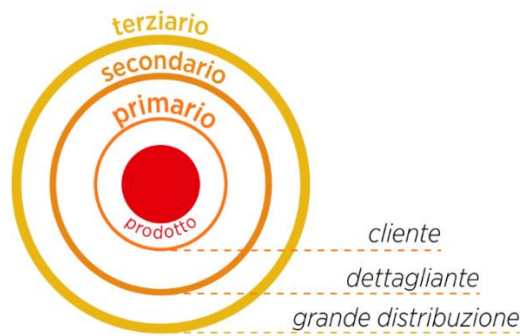 terziario
secondario
primario
prodotto
cliente
dettagliante
grande distribuzione